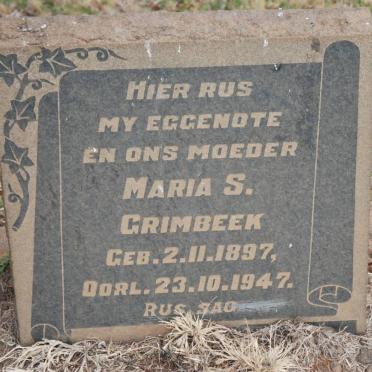 HIER RUS
MY EGGENOTE
EN ONS MOEDER
MARIA S.
GRIMBEEK
GEB. 2.11.1897,
OORL. 23.10.1947.
RUS SAG